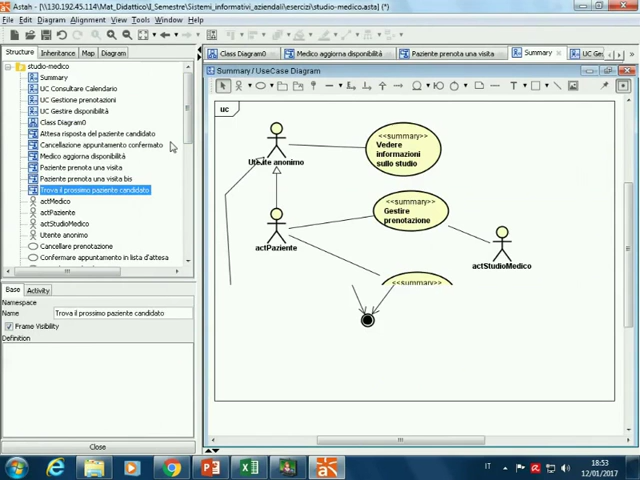 Astah - [\\130.192.45.114\Mat_Didattico\I_Semestre\Sistemi_informativi_aziendali\esercizi\studio-medico.asta] (*)
File Edit Diagram Alignment View Tools Window Help
Structure Inheritance Map Diagram
studio-medico
Summary
UC Consultare Calendario
UC Gestione prenotazioni
UC Gestire disponibilità
Class Diagram0
Attesa risposta del paziente candidato
Cancellazione appuntamento confermato
Medico aggiorna disponibilità
Paziente prenota una visita
Paziente prenota una visita bis
Trova il prossimo paziente candidato
actMedico
actPaziente
actStudioMedico
Utente anonimo
Cancellare prenotazione
Confermare appuntamento in lista d'attesa
Base Activity
Namespace
Name Trova il prossimo paziente candidato
Frame Visibility
Definition
Close
Class Diagram0 Medico aggiorna disponibilità Paziente prenota una visita Summary UC Ges
Summary / UseCase Diagram
uc
Utente anonimo
<<summary>>
Vedere
informazioni
sullo studio
<<summary>>
Gestire
prenotazione
actPaziente
actStudioMedico
<<summary>>
IT
18:53
12/01/2017